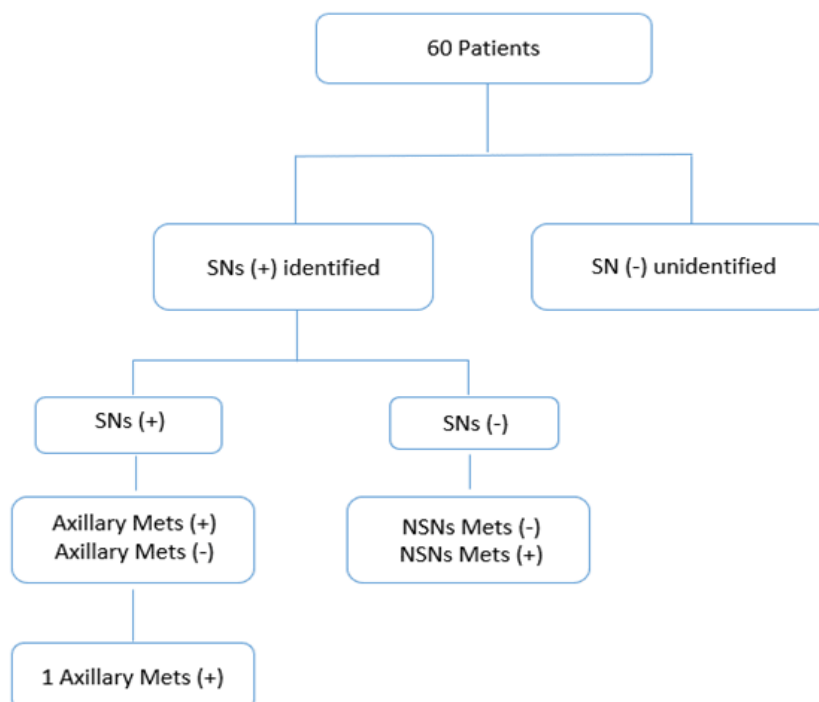 60 Patients
SNs (+) identified
SN (-) unidentified
SNs (+)
SNs (-)
Axillary Mets (+)
Axillary Mets (-)
NSNs Mets (-)
NSNs Mets (+)
1 Axillary Mets (+)